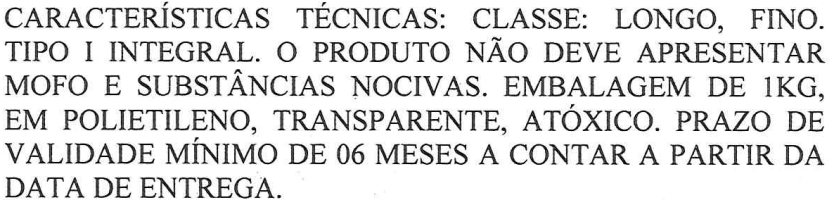 CARACTERÍSTICAS TÉCNICAS: CLASSE: LONGO, FINO.
TIPO I INTEGRAL. O PRODUTO NÃO DEVE APRESENTAR
MOFO E SUBSTÂNCIAS NOCIVAS. EMBALAGEM DE 1KG,
EM POLIETILENO, TRANSPARENTE, ATÓXICO. PRAZO DE
VALIDADE MÍNIMO DE 06 MESES A CONTAR A PARTIR DA
DATA DE ENTREGA.